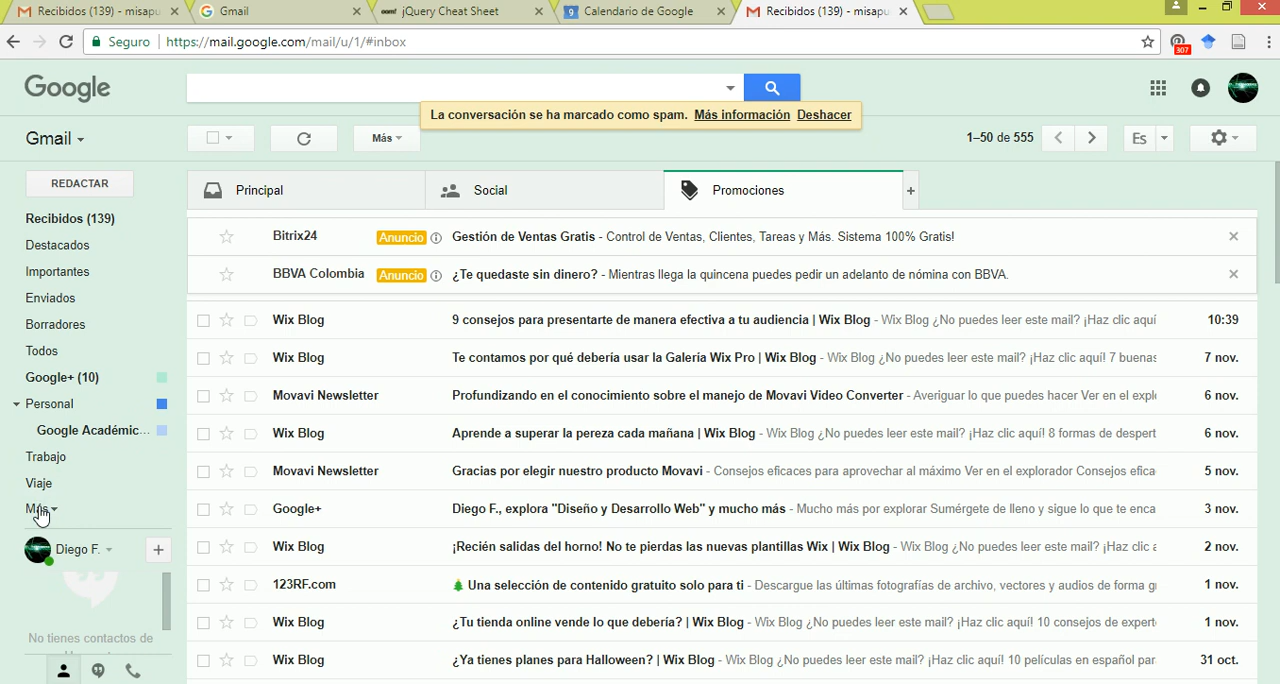 Recibidos (139) - misapu
Gmail
jQuery Cheat Sheet
9 Calendario de Google
Recibidos (139) - misapu
Seguro https://mail.google.com/mail/u/1/#inbox
307
Google
La conversación se ha marcado como spam. Más información Deshacer
Gmail
Más
1–50 de 555
Es
REDACTAR
Recibidos (139)
Destacados
Importantes
Enviados
Borradores
Todos
Google+ (10)
Personal
Google Académic...
Trabajo
Viaje
Más
Diego F.
No tienes contactos de
Principal
Social
Promociones
+
Bitrix24 Anuncio Gestión de Ventas Gratis - Control de Ventas, Clientes, Tareas y Más. Sistema 100% Gratis!
BBVA Colombia Anuncio ¿Te quedaste sin dinero? - Mientras llega la quincena puedes pedir un adelanto de nómina con BBVA.
Wix Blog 9 consejos para presentarte de manera efectiva a tu audiencia | Wix Blog - Wix Blog ¿No puedes leer este mail? ¡Haz clic aquí 10:39
Wix Blog Te contamos por qué debería usar la Galería Wix Pro | Wix Blog - Wix Blog ¿No puedes leer este mail? ¡Haz clic aquí! 7 buenas 7 nov.
Movavi Newsletter Profundizando en el conocimiento sobre el manejo de Movavi Video Converter - Averiguar lo que puedes hacer Ver en el explo 6 nov.
Wix Blog Aprende a superar la pereza cada mañana | Wix Blog - Wix Blog ¿No puedes leer este mail? ¡Haz clic aquí! 8 formas de despert 6 nov.
Movavi Newsletter Gracias por elegir nuestro producto Movavi - Consejos eficaces para aprovechar al máximo Ver en el explorador Consejos efica 5 nov.
Google+ Diego F., explora "Diseño y Desarrollo Web" y mucho más - Mucho más por explorar Sumérgete de lleno y sigue lo que te enca 3 nov.
Wix Blog ¡Recién salidas del horno! No te pierdas las nuevas plantillas Wix | Wix Blog - Wix Blog ¿No puedes leer este mail? ¡Haz clic a 2 nov.
123RF.com 🎄 Una selección de contenido gratuito solo para ti - Descargue las últimas fotografías de archivo, vectores y audios de forma gr 1 nov.
Wix Blog ¿Tu tienda online vende lo que debería? | Wix Blog - Wix Blog ¿No puedes leer este mail? ¡Haz clic aquí! 10 consejos de expert 1 nov.
Wix Blog ¿Ya tienes planes para Halloween? | Wix Blog - Wix Blog ¿No puedes leer este mail? ¡Haz clic aquí! 10 películas en español par 31 oct.